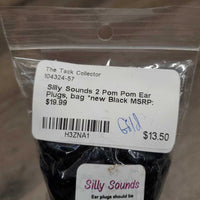 The Tack Collector
104324-57
Silly Sounds 2 Pom Pom Ear
Plugs, bag *new Black MSRP:
$19.99
H3ZNA1
Gild
$13.50
Silly Sounds
Ear plugs should be